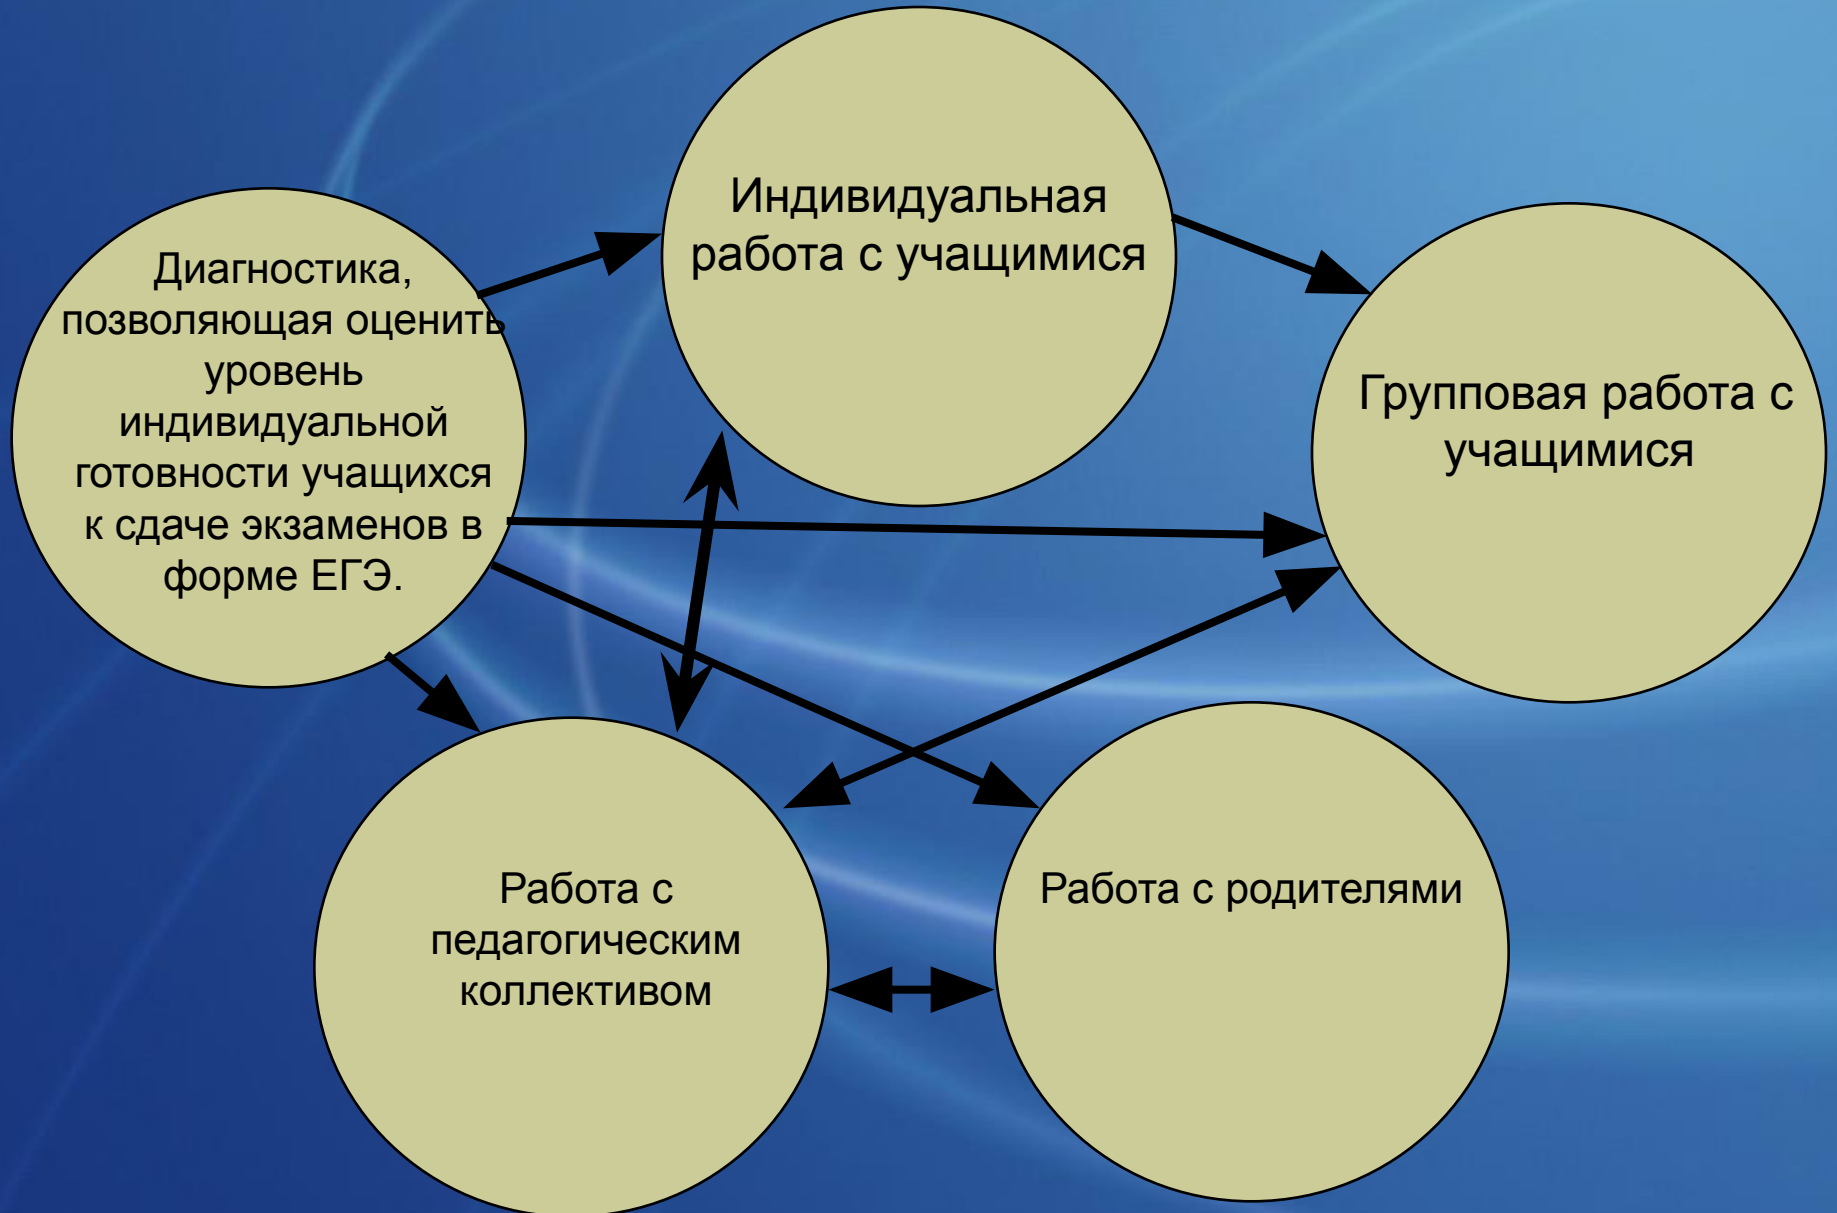 Диагностика,
позволяющая оценить
уровень
индивидуальной
готовности учащихся
к сдаче экзаменов в
форме ЕГЭ.
Индивидуальная
работа с учащимися
Групповая работа с
учащимися
Работа с
педагогическим
коллективом
Работа с родителями